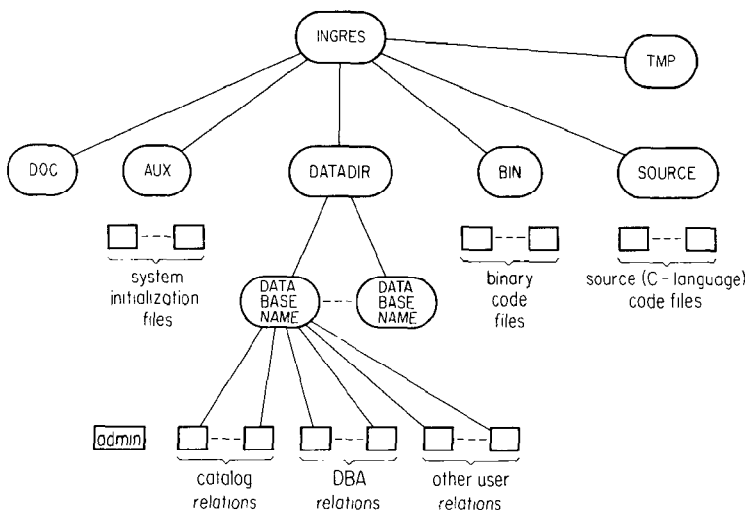 INGRES
TMP
DOC
AUX
DATADIR
BIN
SOURCE
system
initialization
files
binary
code
files
source (C-language)
code files
DATA
BASE
NAME
DATA
BASE
NAME
admin
catalog
relations
DBA
relations
other user
relations